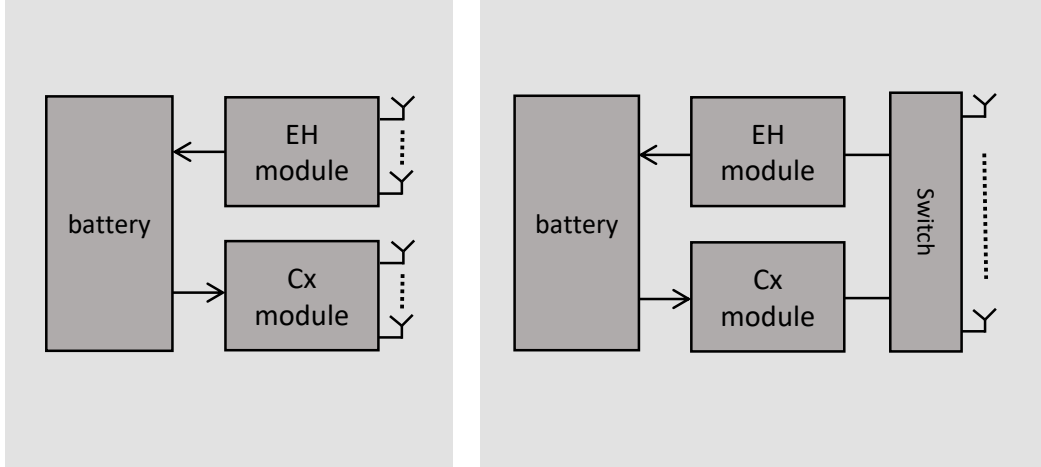 battery
EH
module
Cx
module
battery
EH
module
Cx
module
Switch